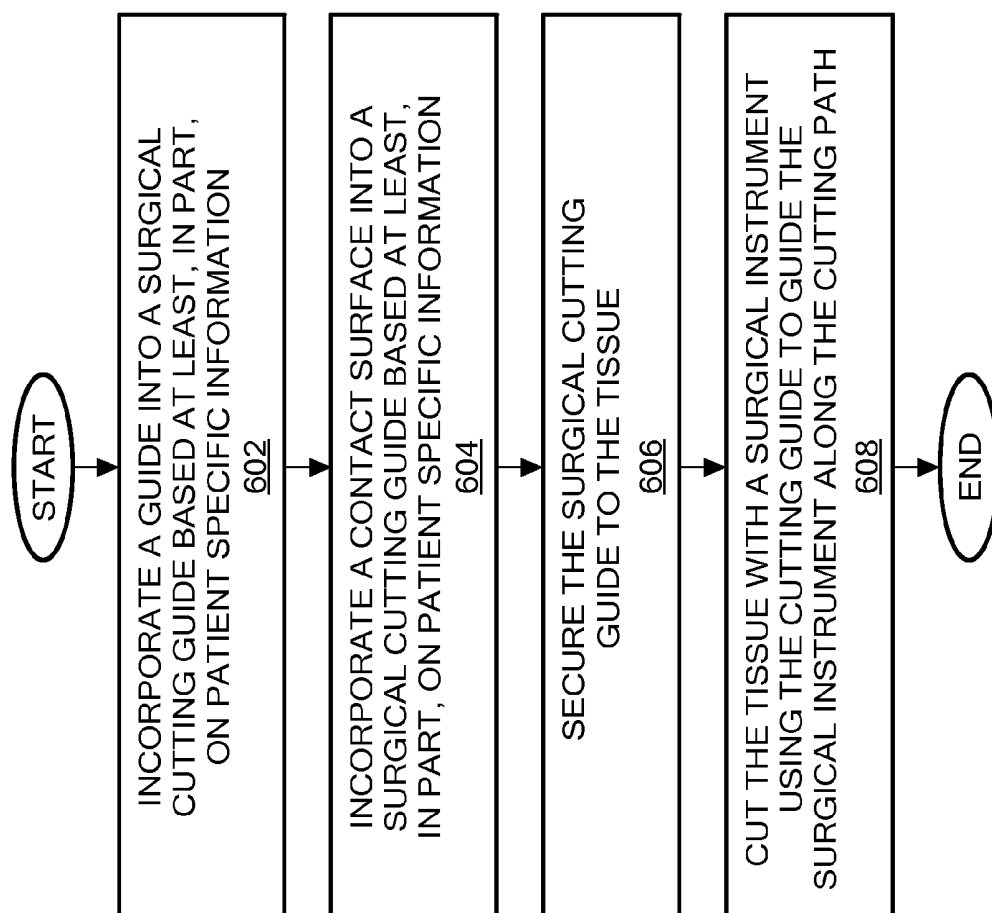 START
INCORPORATE A GUIDE INTO A SURGICAL
CUTTING GUIDE BASED AT LEAST, IN PART,
ON PATIENT SPECIFIC INFORMATION
602
INCORPORATE A CONTACT SURFACE INTO A
SURGICAL CUTTING GUIDE BASED AT LEAST,
IN PART, ON PATIENT SPECIFIC INFORMATION
604
SECURE THE SURGICAL CUTTING
GUIDE TO THE TISSUE
606
CUT THE TISSUE WITH A SURGICAL INSTRUMENT
USING THE CUTTING GUIDE TO GUIDE THE
SURGICAL INSTRUMENT ALONG THE CUTTING PATH
608
END